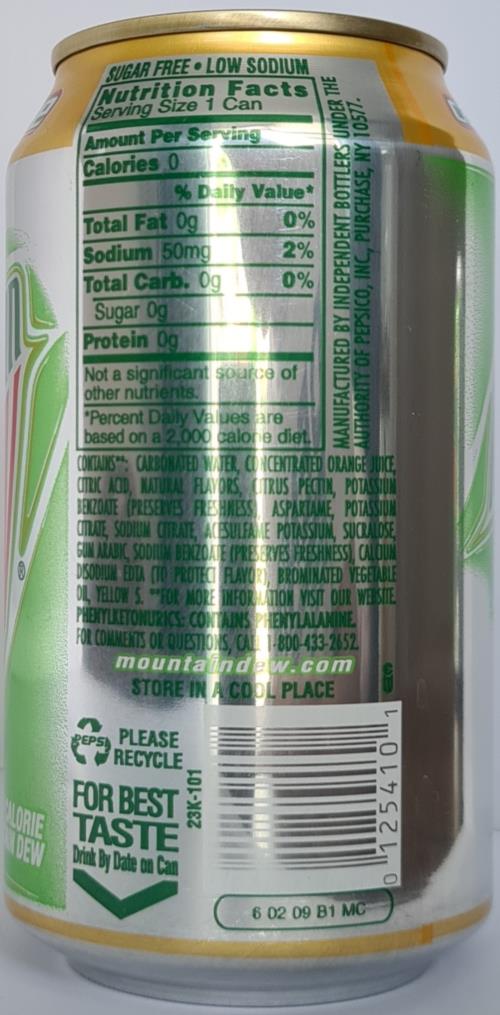 SUGAR FREE • LOW SODIUM
Nutrition Facts
Serving Size 1 Can
Amount Per Serving
Calories 0
% Daily Value*
Total Fat 0g 0%
Sodium 50mg 2%
Total Carb. 0g 0%
Sugar 0g
Protein 0g
Not a significant source of
other nutrients.
*Percent Daily Values are
based on a 2,000 calorie diet.
MANUFACTURED BY INDEPENDENT BOTTLERS UNDER THE
AUTHORITY OF PEPSICO, INC., PURCHASE, NY 10577.
CONTAINS**: CARBONATED WATER, CONCENTRATED ORANGE JUICE,
CITRIC ACID, NATURAL FLAVORS, CITRUS PECTIN, POTASSIUM
BENZOATE (PRESERVES FRESHNESS), ASPARTAME, POTASSIUM
CITRATE, SODIUM CITRATE, ACESULFAME POTASSIUM, SUCRALOSE,
GUM ARABIC, SODIUM BENZOATE (PRESERVES FRESHNESS), CALCIUM
DISODIUM EDTA (TO PROTECT FLAVOR), BROMINATED VEGETABLE
OIL, YELLOW 5. **FOR MORE INFORMATION VISIT OUR WEBSITE.
PHENYLKETONURICS: CONTAINS PHENYLALANINE.
FOR COMMENTS OR QUESTIONS, CALL 1-800-433-2652
mountaindew.com
STORE IN A COOL PLACE
PEPSI
PLEASE
RECYCLE
FOR BEST
TASTE
Drink By Date on Can
23K-101
0 12541011
6 02 09 B1 MC
CALORIE
N DEW
®